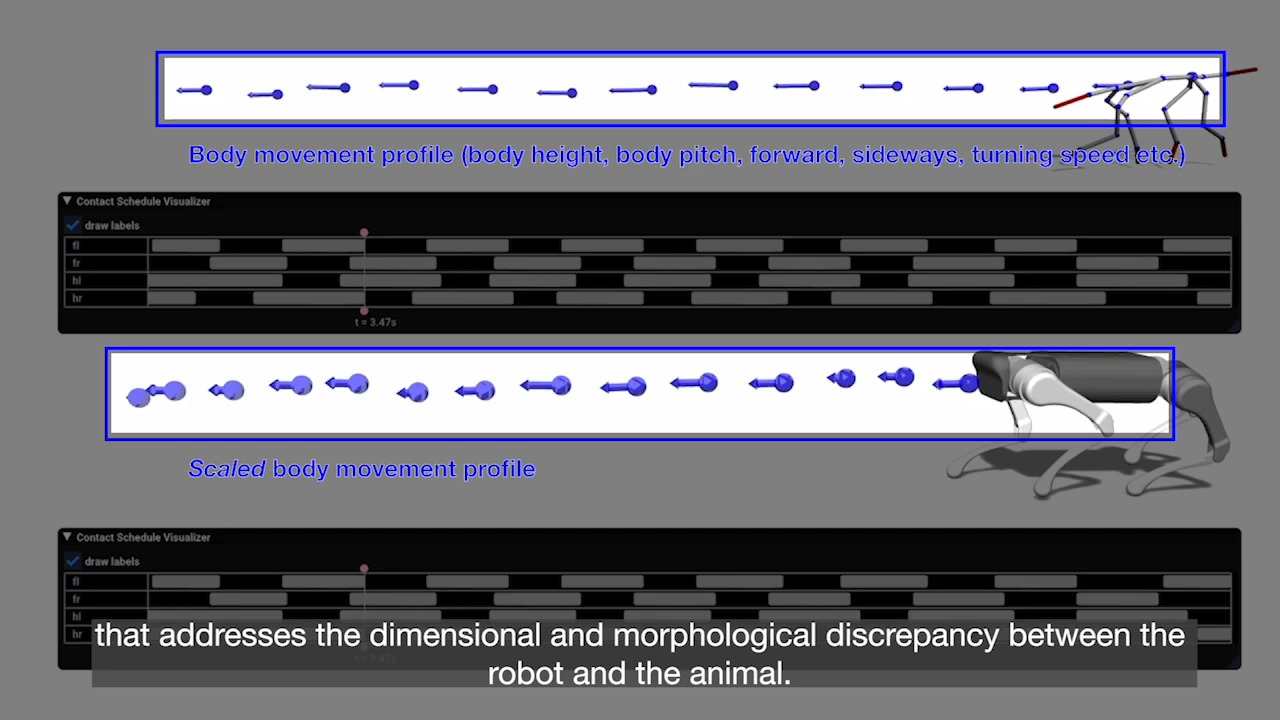 Body movement profile (body height, body pitch, forward, sideways, turning speed etc.)
▼ Contact Schedule Visualizer
draw labels
fl
fr
hl
hr
t = 3.47s
Scaled body movement profile
▼ Contact Schedule Visualizer
draw labels
fl
fr
hl
hr
that addresses the dimensional and morphological discrepancy between the
robot and the animal.